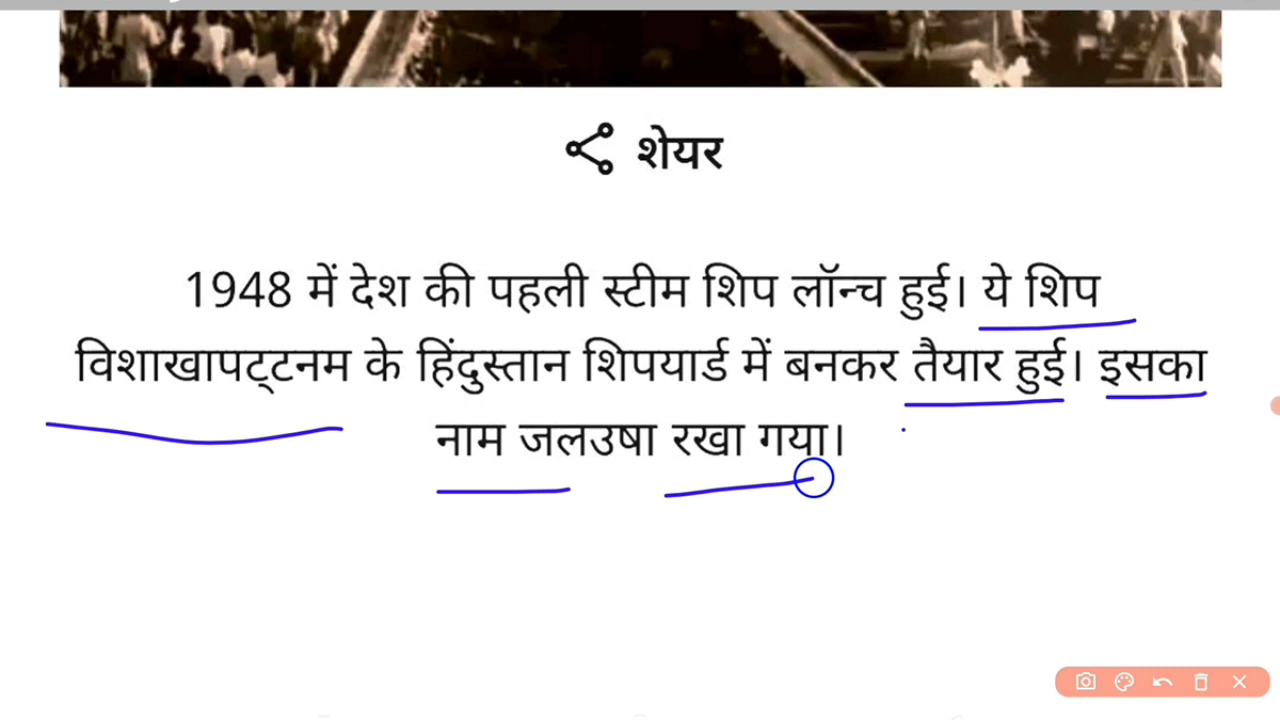 शेयर
1948 में देश की पहली स्टीम शिप लॉन्च हुई। ये शिप
विशाखापट्टनम के हिंदुस्तान शिपयार्ड में बनकर तैयार हुई। इसका
नाम जलउषा रखा गया।